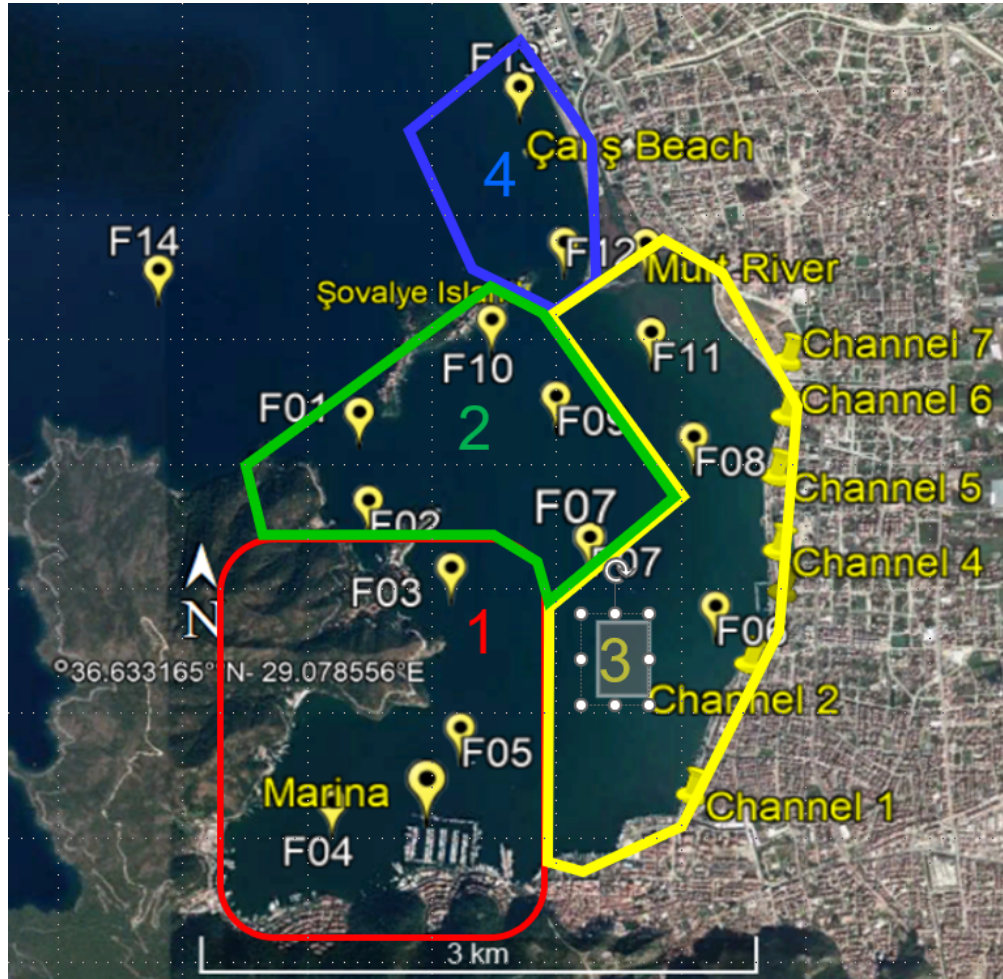 F13
Çalış Beach
4
F14
F12
Murt River
Şovalye Island
F11
Channel 7
F10
Channel 6
F01
2
F09
F08
Channel 5
F07
F02
F07
Channel 4
F03
N
1
F06
36.633165° N- 29.078556°E
3
Channel 2
F05
Marina
Channel 1
F04
3 km